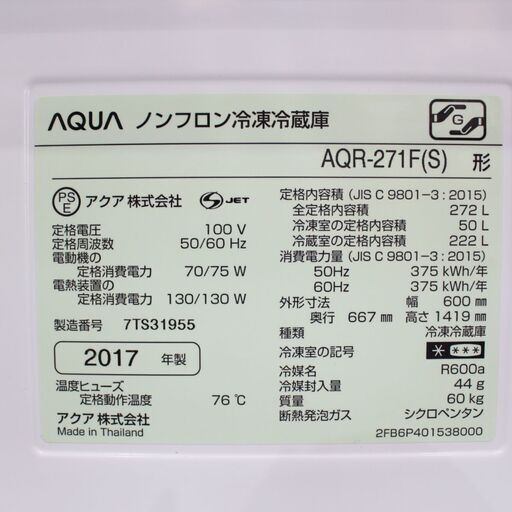 AQUA ノンフロン冷凍冷蔵庫
G
AQR-271F(S) 形
PSE アクア株式会社 S JET
定格電圧 100 V
定格周波数 50/60 Hz
電動機の
定格消費電力 70/75 W
電熱装置の
定格消費電力 130/130 W
製造番号 7TS31955
2017 年製
温度ヒューズ
定格動作温度 76℃
アクア株式会社
Made in Thailand
定格内容積 (JIS C 9801-3 : 2015)
全定格内容積 272 L
冷凍室の定格内容積 50 L
冷蔵室の定格内容積 222 L
消費電力量 (JIS C 9801-3 : 2015)
50Hz 375 kWh/年
60Hz 375 kWh/年
外形寸法 幅 600 mm
奥行 667 mm 高さ 1419 mm
種類 冷凍冷蔵庫
冷凍室の記号
冷媒名 R600a
冷媒封入量 44 g
質量 60 kg
断熱発泡ガス シクロペンタン
2FB6P401538000